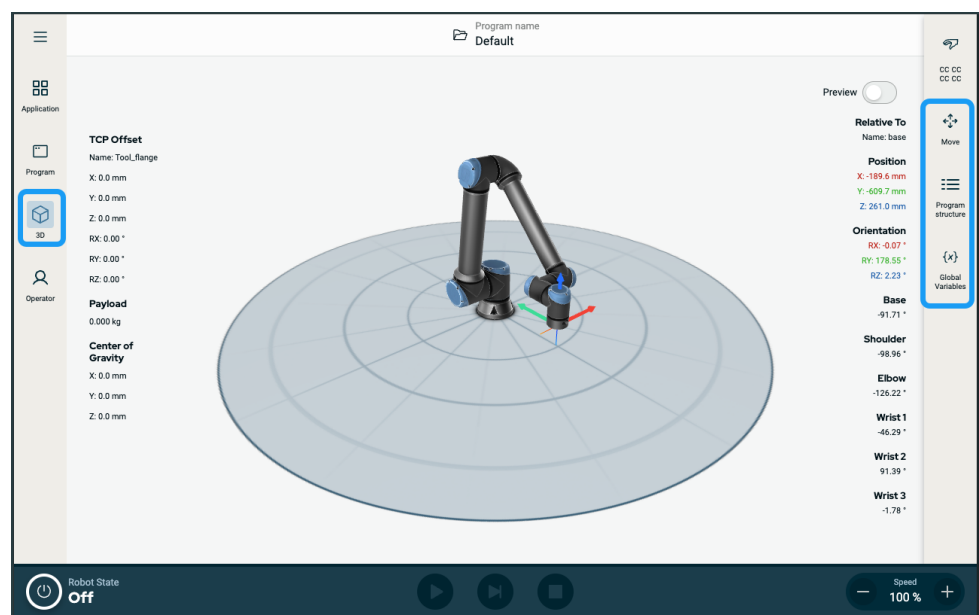 Program name
Default
Application
Program
3D
Operator
TCP Offset
Name: Tool_flange
X: 0.0 mm
Y: 0.0 mm
Z: 0.0 mm
RX: 0.00 °
RY: 0.00 °
RZ: 0.00 °
Payload
0.000 kg
Center of
Gravity
X: 0.0 mm
Y: 0.0 mm
Z: 0.0 mm
Preview
Relative To
Name: base
Position
X: -189.6 mm
Y: -609.7 mm
Z: 261.0 mm
Orientation
RX: -0.07 °
RY: 178.55 °
RZ: 2.23 °
Base
-91.71 °
Shoulder
-98.96 °
Elbow
-126.22 °
Wrist 1
-46.29 °
Wrist 2
91.39 °
Wrist 3
-1.78 °
CC CC
CC CC
Move
Program
structure
{x}
Global
Variables
Robot State
Off
Speed
100 %